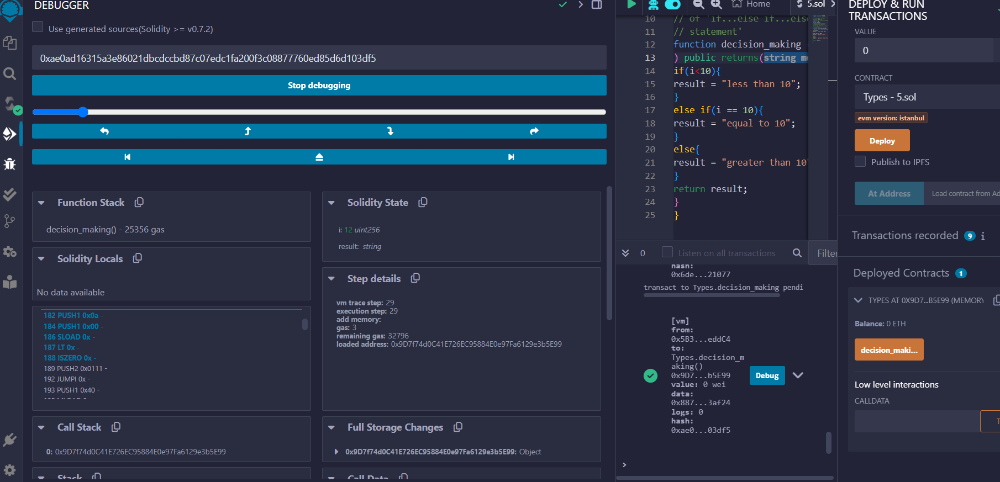 DEBUGGER
Use generated sources(Solidity >= v0.7.2)
0xae0ad16315a3e86021dbcdccbd87c07edc1fa200f3c08877760ed85d6d103df5
Stop debugging
Function Stack
decision_making() - 25356 gas
Solidity Locals
No data available
182 PUSH1 0x0a -
184 PUSH1 0x00 -
186 SLOAD 0x -
187 LT 0x -
188 ISZERO 0x -
189 PUSH2 0x0111 -
192 JUMPI 0x -
193 PUSH1 0x40 -
Call Stack
0: 0x9D7f74d0C41E726EC95884E0e97Fa6129e3b5E99
Stack
Solidity State
i: 12 uint256
result: string
Step details
vm trace step: 29
execution step: 29
add memory:
gas: 3
remaining gas: 32796
loaded address: 0x9D7f74d0C41E726EC95884E0e97Fa6129e3b5E99
Full Storage Changes
0x9D7f74d0C41E726EC95884E0e97Fa6129e3b5E99: Object
Call Data
Home
5.sol
10 // of 'if...else if...els
11 // statement'
12 function decision_making
13 ) public returns(string m
14 if(i<10){
15 result = "less than 10";
16 }
17 else if(i == 10){
18 result = "equal to 10";
19 }
20 else{
21 result = "greater than 10"
22 }
23 return result;
24 }
25 }
0
Listen on all transactions
Filter
hash:
0x6de...21077
transact to Types.decision_making pendi
[vm]
from:
0x5B3...eddC4
to:
Types.decision_m
aking()
0x9D7...b5E99
value: 0 wei
data:
0x887...3af24
logs: 0
hash:
0xae0...03df5
Debug
>
DEPLOY & RUN
TRANSACTIONS
VALUE
0
CONTRACT
Types - 5.sol
evm version: istanbul
Deploy
Publish to IPFS
At Address
Load contract from Ad
Transactions recorded 9 i
Deployed Contracts 1
TYPES AT 0X9D7...B5E99 (MEMORY
Balance: 0 ETH
decision_maki...
Low level interactions
CALLDATA
T